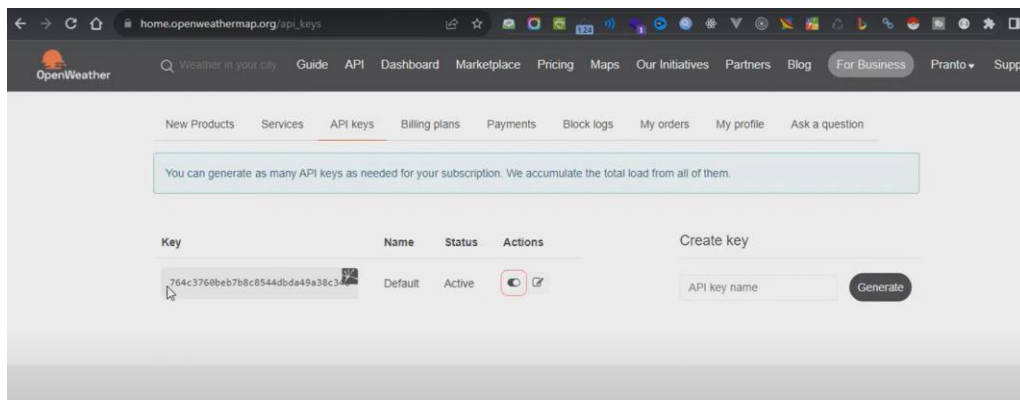 home.openweathermap.org/api_keys
124
1
OpenWeather
Weather in your city Guide API Dashboard Marketplace Pricing Maps Our Initiatives Partners Blog For Business Pranto Supp
New Products Services API keys Billing plans Payments Block logs My orders My profile Ask a question
You can generate as many API keys as needed for your subscription. We accumulate the total load from all of them.
Key Name Status Actions Create key
Default Active API key name Generate